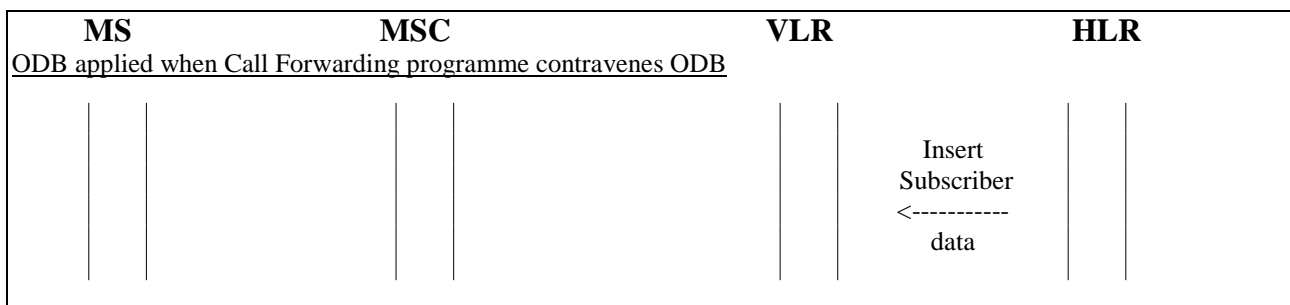 MS MSC VLR HLR
ODB applied when Call Forwarding programme contravenes ODB
Insert
Subscriber
<-----------
data